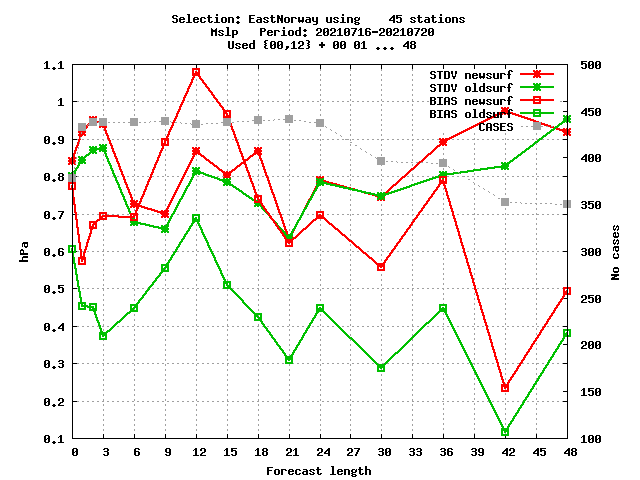 Selection: EastNorway using 45 stations
Mslp Period: 20210716-20210720
Used {00,12} + 00 01 ... 48
STDV newsurf
STDV oldsurf
BIAS newsurf
BIAS oldsurf
CASES
1.1
1
0.9
0.8
0.7
0.6
0.5
0.4
0.3
0.2
0.1
hPa
500
450
400
350
300
250
200
150
100
No cases
0 3 6 9 12 15 18 21 24 27 30 33 36 39 42 45 48
Forecast length